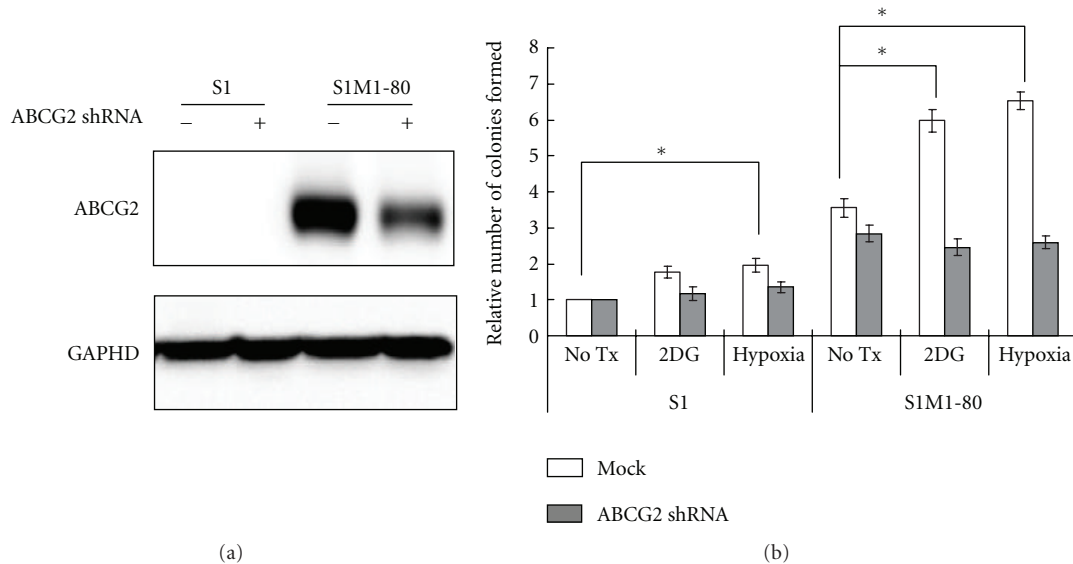 S1 S1M1-80
ABCG2 shRNA − + − +
ABCG2
GAPHD
(a)
Relative number of colonies formed
8
7
6
5
4
3
2
1
0
*
*
*
No Tx 2DG Hypoxia No Tx 2DG Hypoxia
S1 S1M1-80
Mock
ABCG2 shRNA
(b)